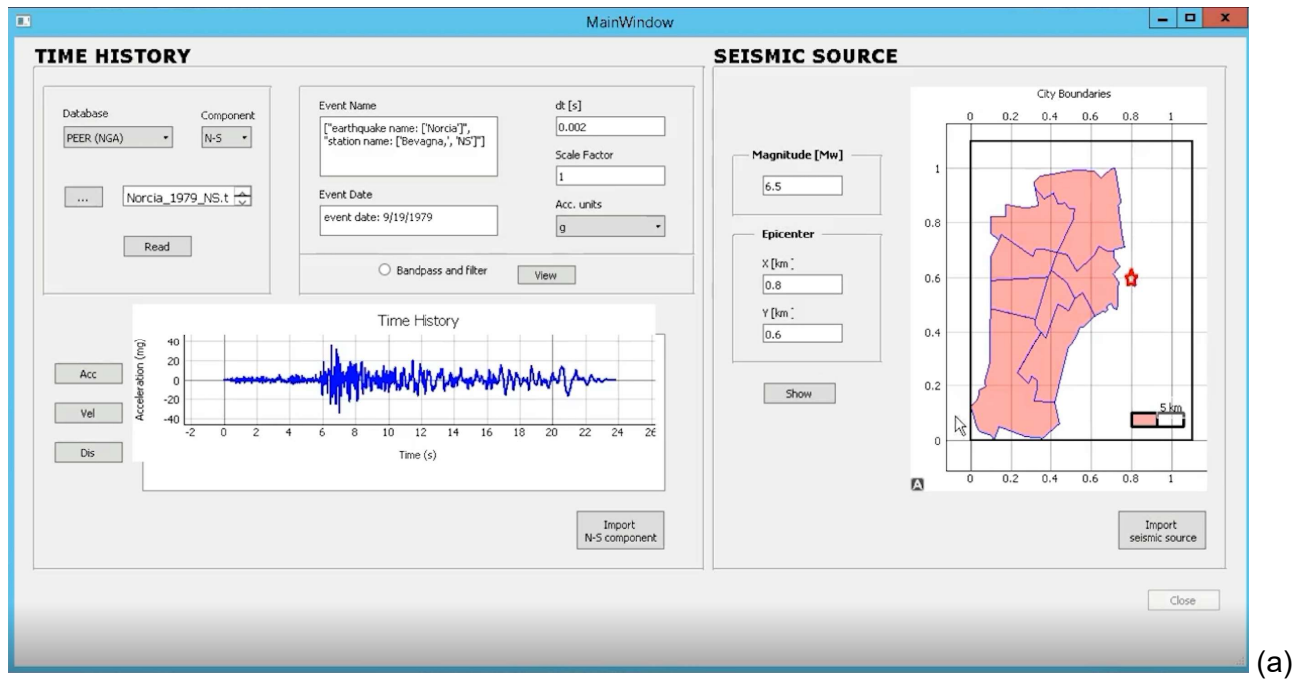 MainWindow
TIME HISTORY
Database
Component
PEER (NGA)
N-S
...
Norcia_1979_NS.t
Read
Event Name
["earthquake name: ['Norcia']",
"station name: ['Bevagna,', 'NS']"]
Event Date
event date: 9/19/1979
dt [s]
0.002
Scale Factor
1
Acc. units
g
Bandpass and filter
View
Acc
Vel
Dis
Time History
Acceleration (mg)
40
20
0
-20
-40
-2 0 2 4 6 8 10 12 14 16 18 20 22 24 26
Time (s)
Import
N-S component
SEISMIC SOURCE
Magnitude [Mw]
6.5
Epicenter
X [km ]
0.8
Y [km ]
0.6
Show
City Boundaries
0 0.2 0.4 0.6 0.8 1
1
0.8
0.6
0.4
0.2
0
5 km
0 0.2 0.4 0.6 0.8 1
A
Import
seismic source
Close
(a)